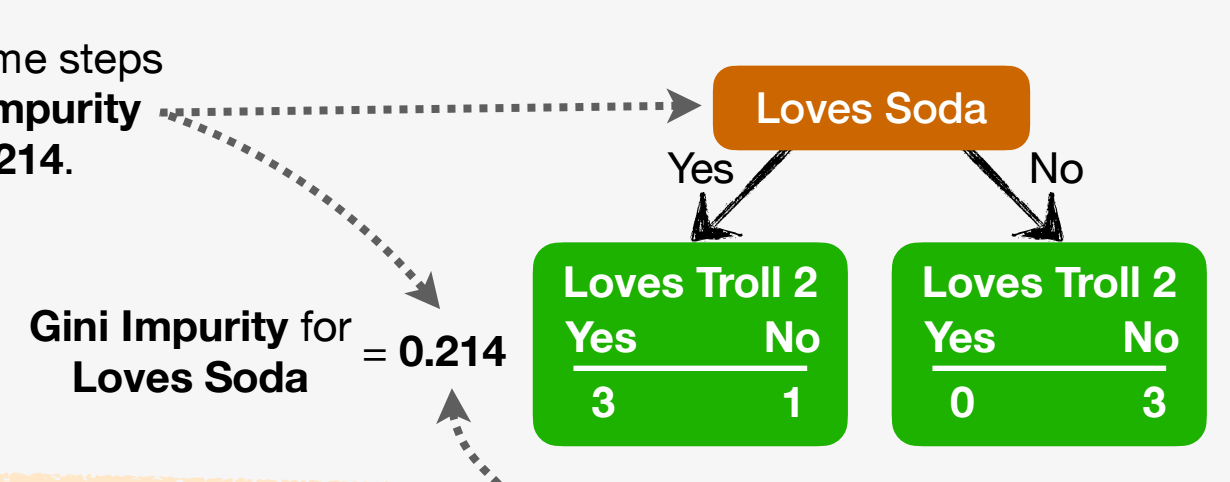 me steps
mpurity
214.
Loves Soda
Yes
No
Gini Impurity for
Loves Soda
= 0.214
Loves Troll 2
Yes No
3 1
Loves Troll 2
Yes No
0 3